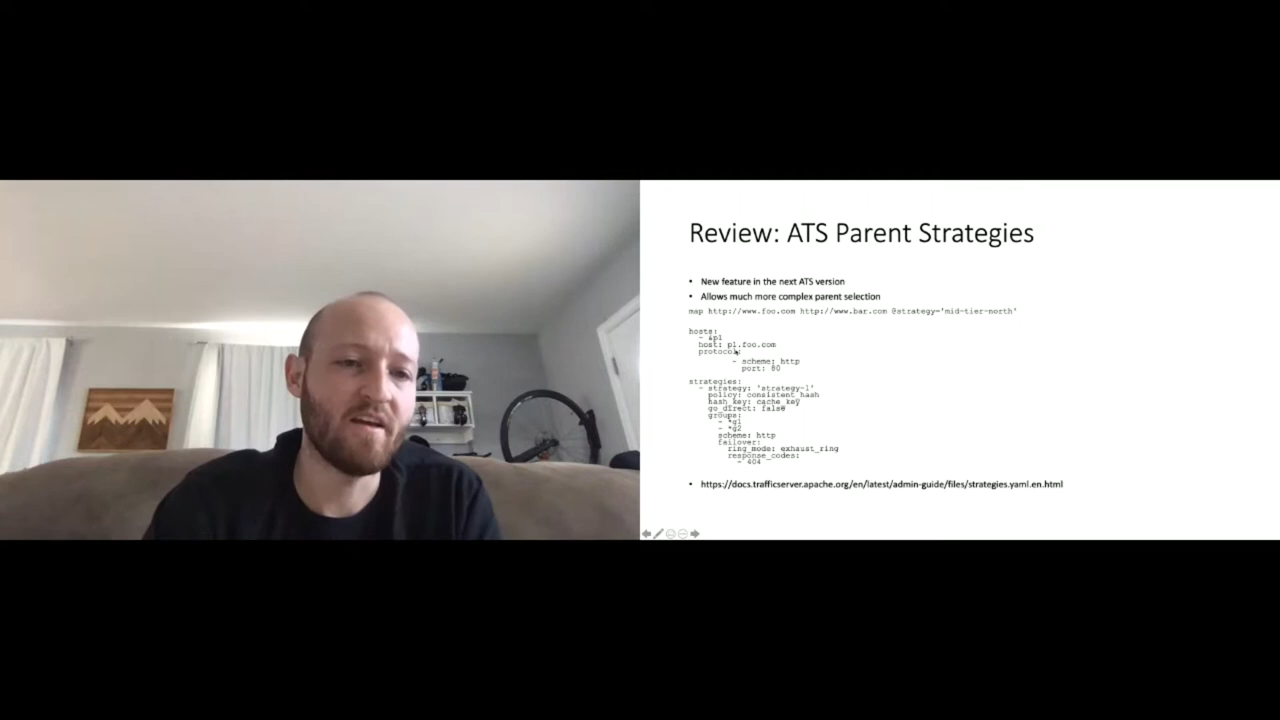 Review: ATS Parent Strategies
• New feature in the next ATS version
• Allows much more complex parent selection
map http://www.foo.com http://www.bar.com @strategy='mid-tier-north'
hosts:
- &p1
host: p1.foo.com
protocol:
- scheme: http
port: 80
strategies:
- strategy: 'strategy-1'
policy: consistent_hash
hash_key: cache_key
go_direct: false
groups:
- *g1
- *g2
scheme: http
failover:
ring_mode: exhaust_ring
response_codes:
- 404
• https://docs.trafficserver.apache.org/en/latest/admin-guide/files/strategies.yaml.en.html